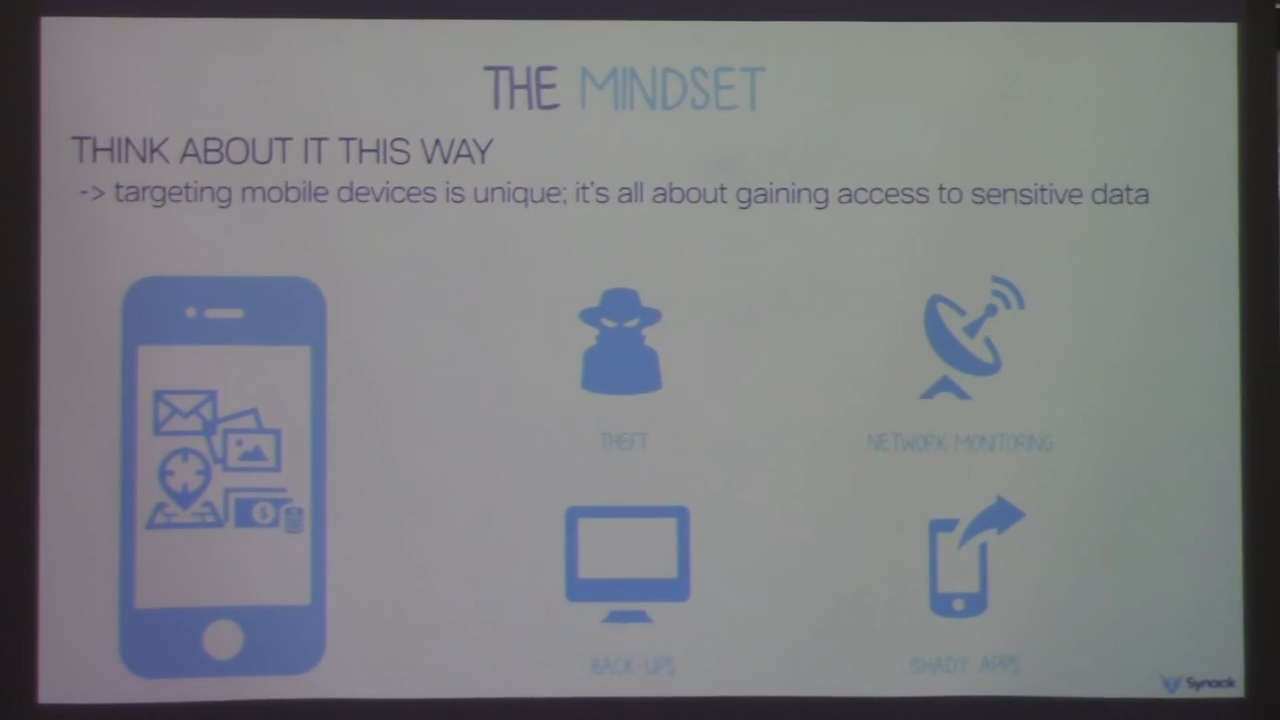 THE MINDSET
THINK ABOUT IT THIS WAY
-> targeting mobile devices is unique; it's all about gaining access to sensitive data
THEFT
NETWORK MONITORING
$
BACK-UPS
SHADY APPS
Synack